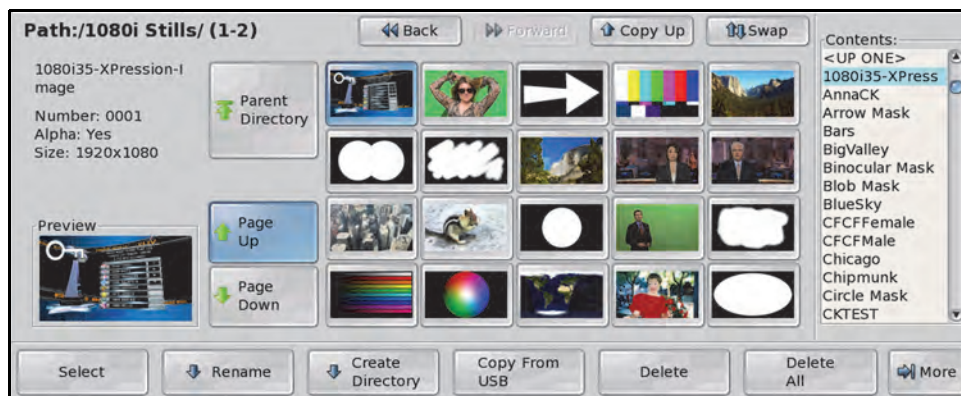 Path:/1080i Stills/ (1-2)
Back
Forward
Copy Up
Swap
1080i35-XPression-I
mage
Number: 0001
Alpha: Yes
Size: 1920x1080
Parent
Directory
Page
Up
Page
Down
Preview
Contents:
<UP ONE>
1080i35-XPress
AnnaCK
Arrow Mask
Bars
BigValley
Binocular Mask
Blob Mask
BlueSky
CFCFFemale
CFCFMale
Chicago
Chipmunk
Circle Mask
CKTEST
Select
Rename
Create
Directory
Copy From
USB
Delete
Delete
All
More